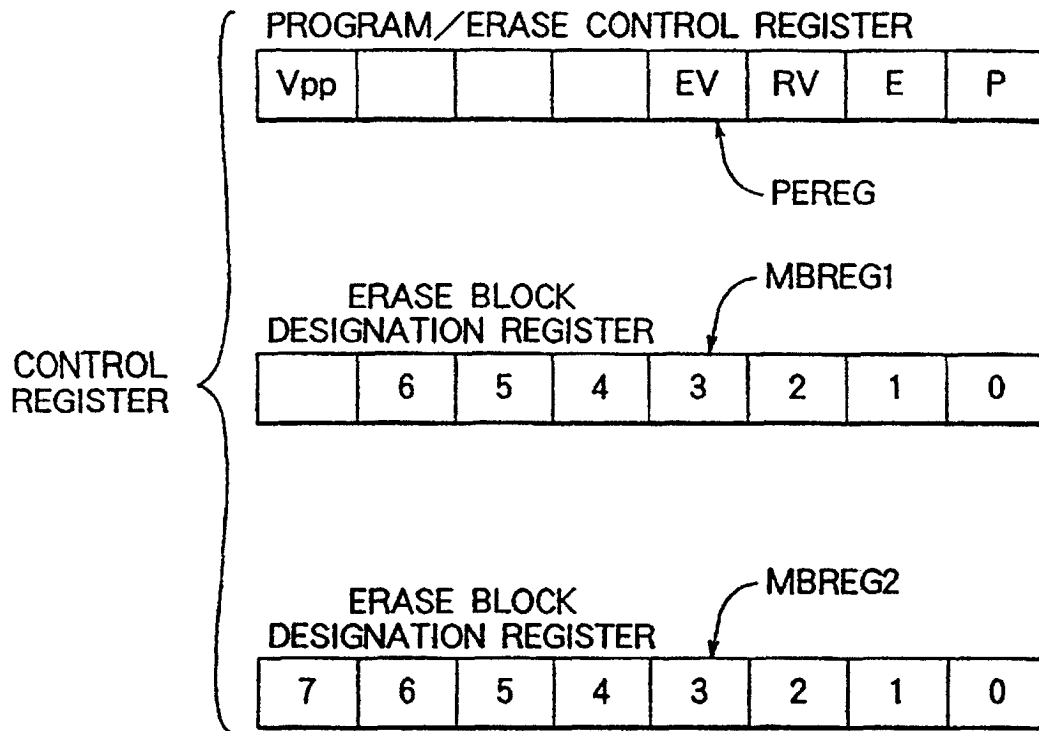 PROGRAM/ERASE CONTROL REGISTER
Vpp EV RV E P
PEREG
MBREG1
ERASE BLOCK
DESIGNATION REGISTER
6 5 4 3 2 1 0
CONTROL
REGISTER
MBREG2
ERASE BLOCK
DESIGNATION REGISTER
7 6 5 4 3 2 1 0